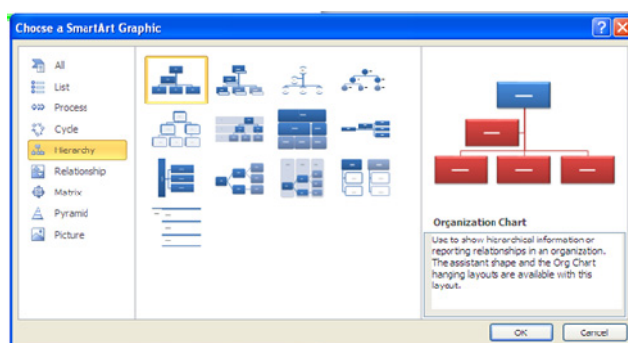 Choose a SmartArt Graphic
All
List
Process
Cycle
Hierarchy
Relationship
Matrix
Pyramid
Picture
Organization Chart
Use to show hierarchical information or
reporting relationships in an organization.
The assistant shape and the Org Chart
hanging layouts are available with this
layout.
OK
Cancel